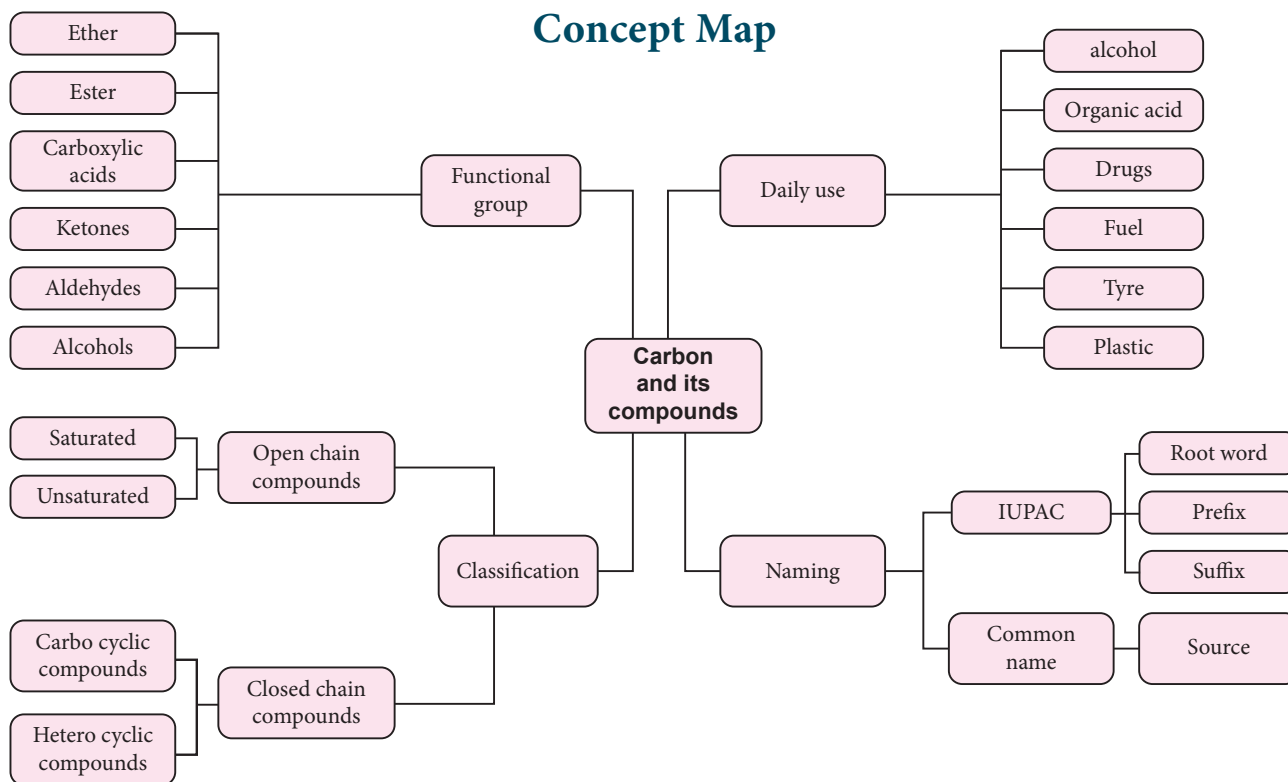 Concept Map
Ether
Ester
Carboxylic
acids
Ketones
Aldehydes
Alcohols
Functional
group
Daily use
alcohol
Organic acid
Drugs
Fuel
Tyre
Plastic
Carbon
and its
compounds
Saturated
Unsaturated
Open chain
compounds
Classification
Carbo cyclic
compounds
Hetero cyclic
compounds
Closed chain
compounds
Naming
IUPAC
Root word
Prefix
Suffix
Common
name
Source